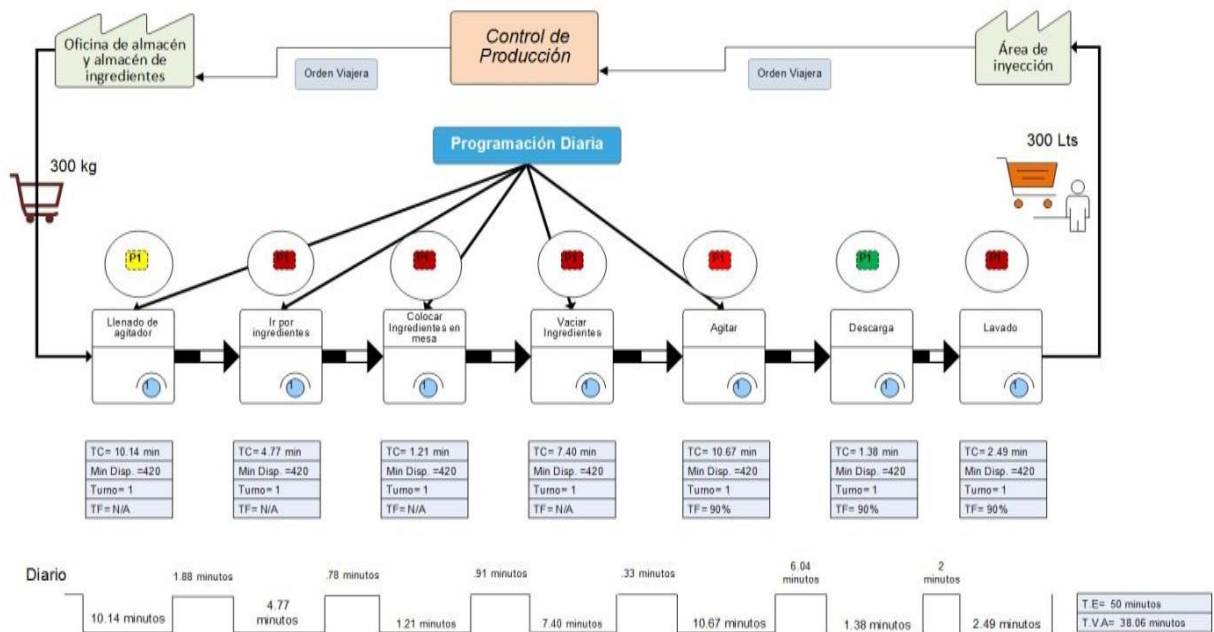 Oficina de almacén
y almacén de
ingredientes
Control de
Producción
Área de
inyección
Orden Viajera
Orden Viajera
Programación Diaria
300 kg
300 Lts
P1
P1
P1
P1
P1
P1
P1
Llenado de
agitador
Ir por
ingredientes
Colocar
Ingredientes en
mesa
Vaciar
Ingredientes
Agitar
Descarga
Lavado
1
1
1
1
1
1
1
TC= 10.14 min
Min Disp. =420
Turno= 1
TF= N/A
TC= 4.77 min
Min Disp. =420
Turno= 1
TF= N/A
TC= 1.21 min
Min Disp. =420
Turno= 1
TF= N/A
TC= 7.40 min
Min Disp. =420
Turno= 1
TF= N/A
TC= 10.67 min
Min Disp. =420
Turno= 1
TF= 90%
TC= 1.38 min
Min Disp. =420
Turno= 1
TF= 90%
TC= 2.49 min
Min Disp. =420
Turno= 1
TF= 90%
Diario
10.14 minutos
1.88 minutos
4.77
minutos
.78 minutos
1.21 minutos
.91 minutos
7.40 minutos
.33 minutos
10.67 minutos
6.04
minutos
1.38 minutos
2
minutos
2.49 minutos
T.E= 50 minutos
T.V.A= 38.06 minutos